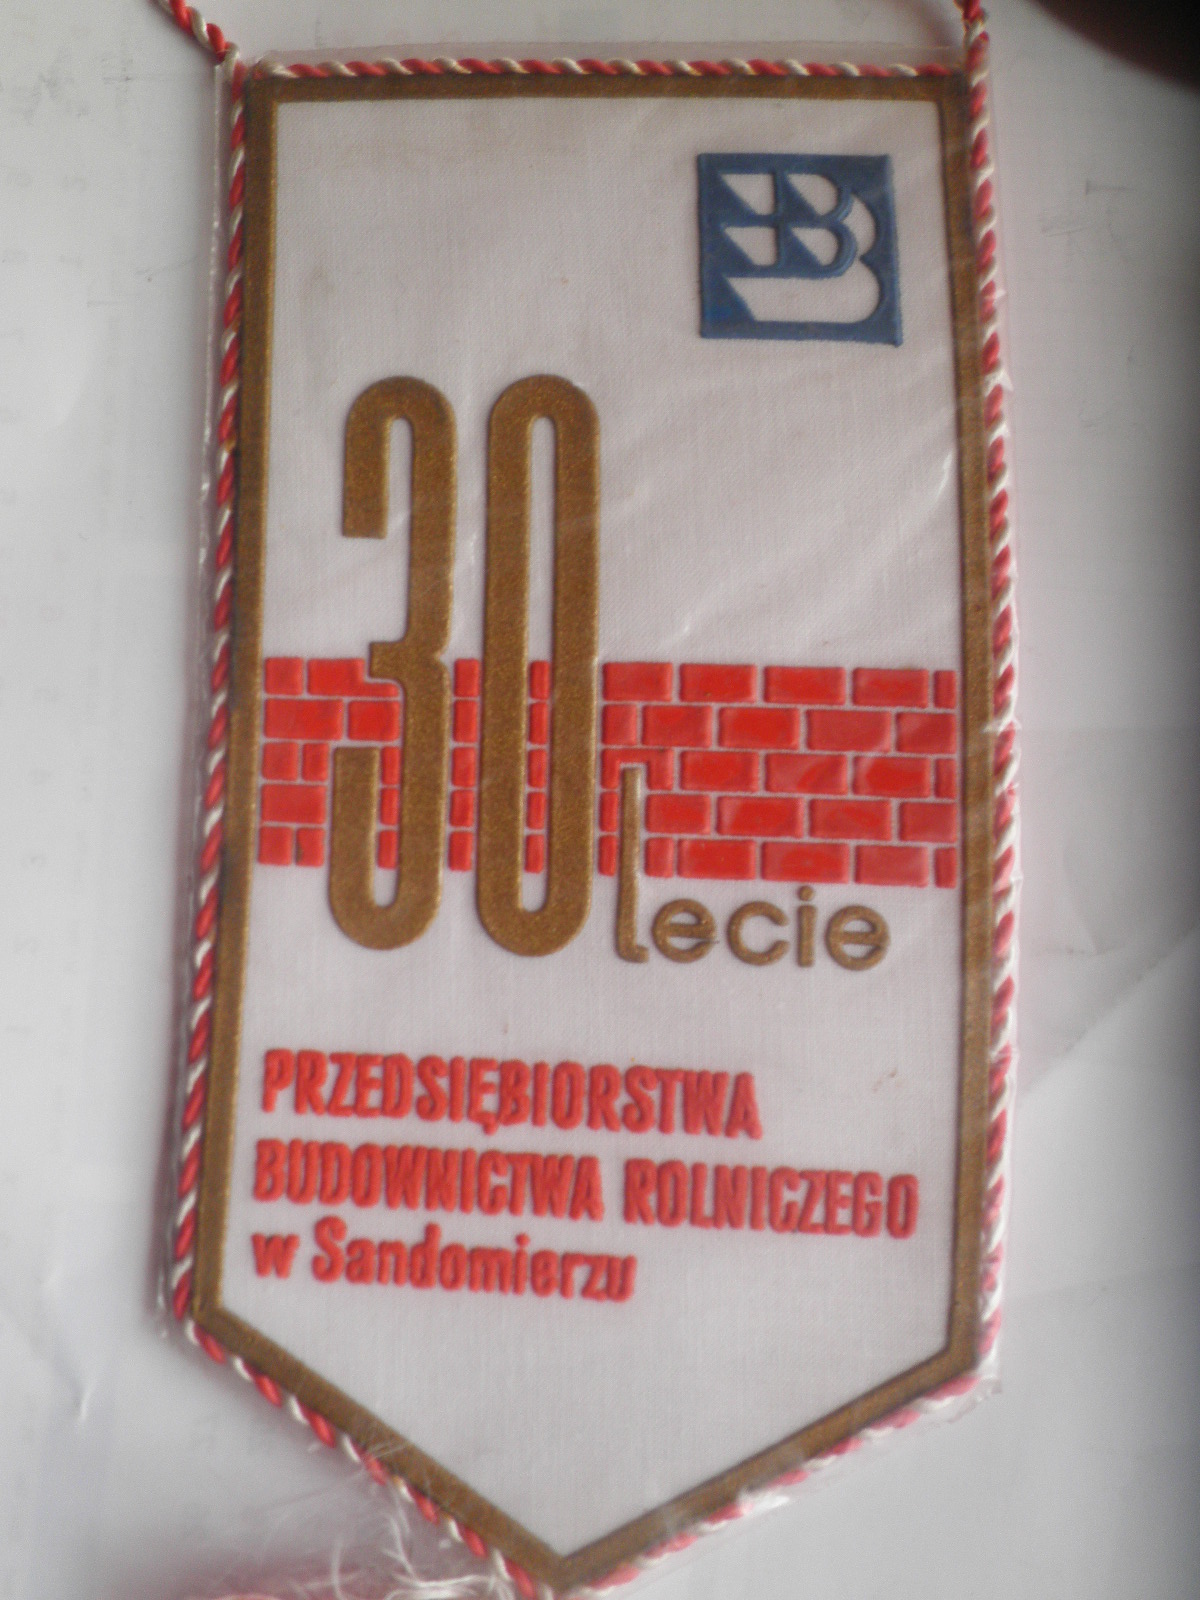 30 lecie
PRZEDSIĘBIORSTWA
BUDOWNICTWA ROLNICZEGO
w Sandomierzu